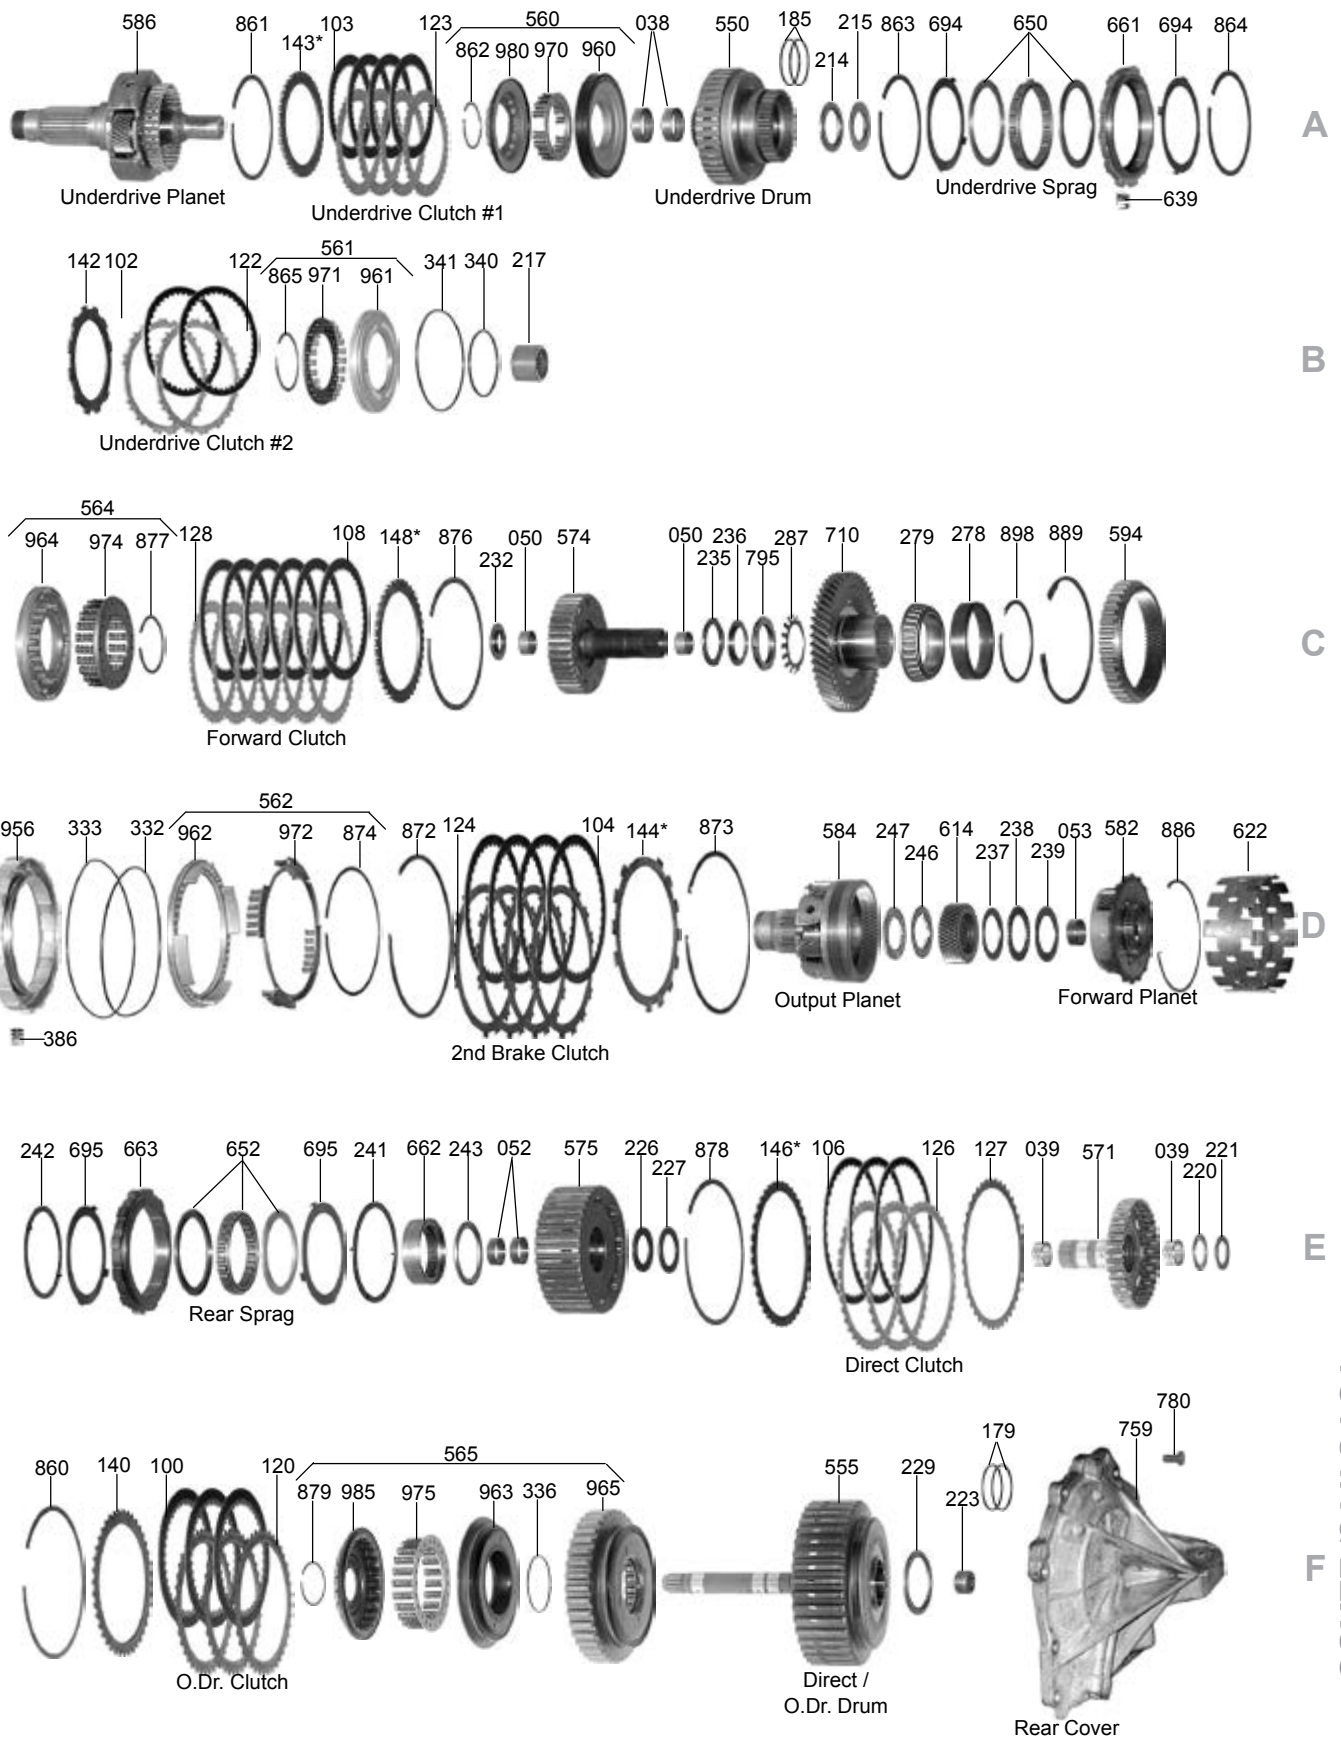 586 861 143* 103 123 560 862 980 970 960 038 550 185 214 215 863 694 650 661 694 864
A
Underdrive Planet
Underdrive Clutch #1
Underdrive Drum
Underdrive Sprag
639
142 102 122 561 865 971 961 341 340 217
B
Underdrive Clutch #2
564
964 974 877 128 108 148* 876 232 050 574 050 235 236 795 287 710 279 278 898 889 594
C
Forward Clutch
562
956 333 332 962 972 874 872 124 104 144* 873 584 247 246 614 237 238 239 053 582 886 622
D
386
2nd Brake Clutch
Output Planet
Forward Planet
242 695 663 652 695 241 662 243 052 575 226 227 878 146* 106 126 127 039 571 039 220 221
E
Rear Sprag
Direct Clutch
860 140 100 120 565 879 985 975 963 336 965 555 229 223 179 759 780
F
O.Dr. Clutch
Direct /
O.Dr. Drum
Rear Cover